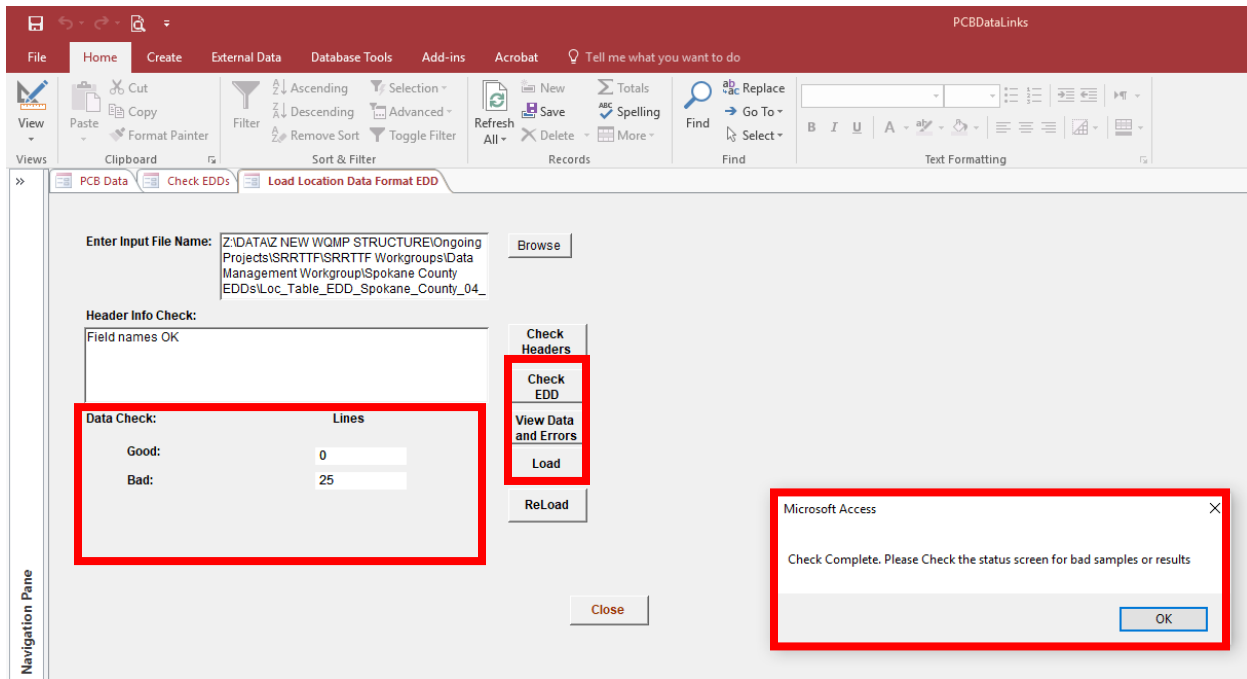 PCBDataLinks
File Home Create External Data Database Tools Add-ins Acrobat Tell me what you want to do
View
Views
Paste
Cut
Copy
Format Painter
Clipboard
Filter
Ascending
Descending
Remove Sort
Selection
Advanced
Toggle Filter
Sort & Filter
Refresh
All
New
Save
Delete
Totals
Spelling
More
Records
Find
Replace
Go To
Select
Find
B I U A
Text Formatting
PCB Data Check EDDs Load Location Data Format EDD
Navigation Pane
Enter Input File Name:
Z:\DATA\Z NEW WQMP STRUCTURE\Ongoing
Projects\SRRTTF\SRRTTF Workgroups\Data
Management Workgroup\Spokane County
EDDs\Loc_Table_EDD_Spokane_County_04_
Browse
Header Info Check:
Field names OK
Check
Headers
Check
EDD
View Data
and Errors
Load
ReLoad
Data Check: Lines
Good: 0
Bad: 25
Close
Microsoft Access
Check Complete. Please Check the status screen for bad samples or results
OK